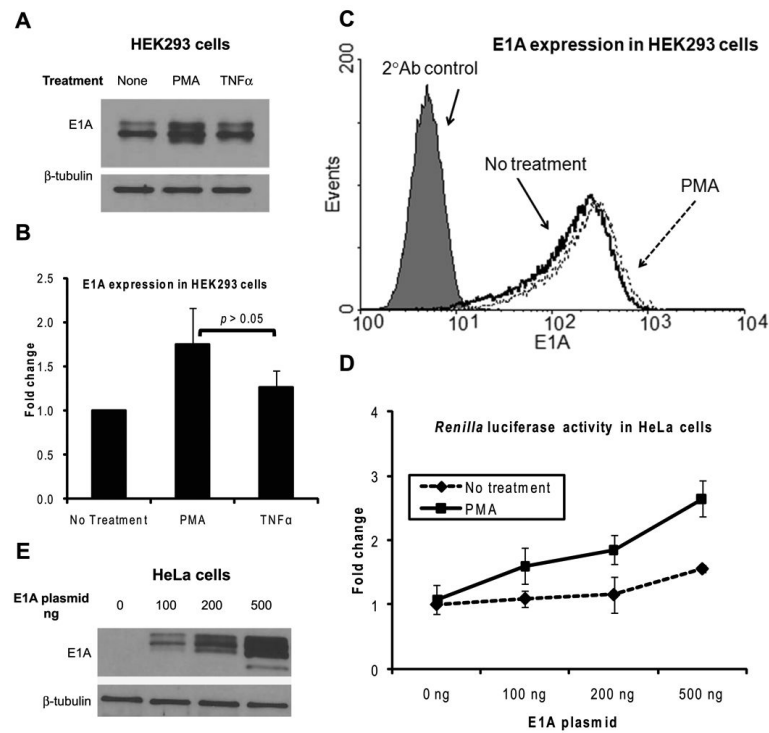 A
HEK293 cells
Treatment None PMA TNFα
E1A
β-tubulin
B
E1A expression in HEK293 cells
2.5
2.0
1.5
1.0
0.5
0.0
Fold change
p > 0.05
No Treatment PMA TNFα
E
HeLa cells
E1A plasmid
ng
0 100 200 500
E1A
β-tubulin
C
E1A expression in HEK293 cells
200
0
Events
2°Ab control
No treatment
PMA
10⁰ 10¹ 10² 10³ 10⁴
E1A
D
Renilla luciferase activity in HeLa cells
4
3
2
1
0
Fold change
No treatment
PMA
0 ng 100 ng 200 ng 500 ng
E1A plasmid